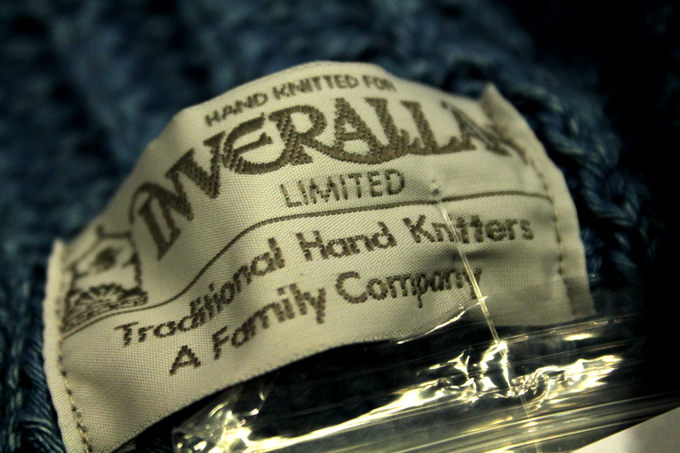 HAND KNITTED FOR
INVERALLAN
LIMITED
Traditional Hand Knitters
A Family Company